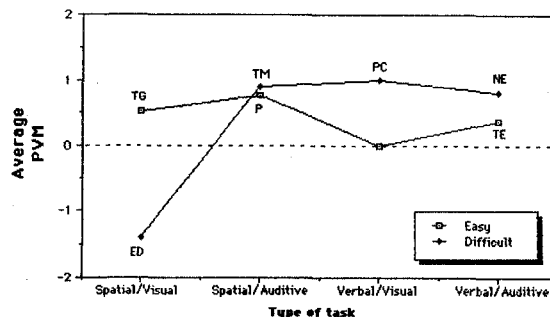 2
TG
TM
PC
NE
1
P
TE
0
-1
ED
-2
Average
PVM
Easy
Difficult
Spatial/Visual
Spatial/Auditive
Verbal/Visual
Verbal/Auditive
Type of task